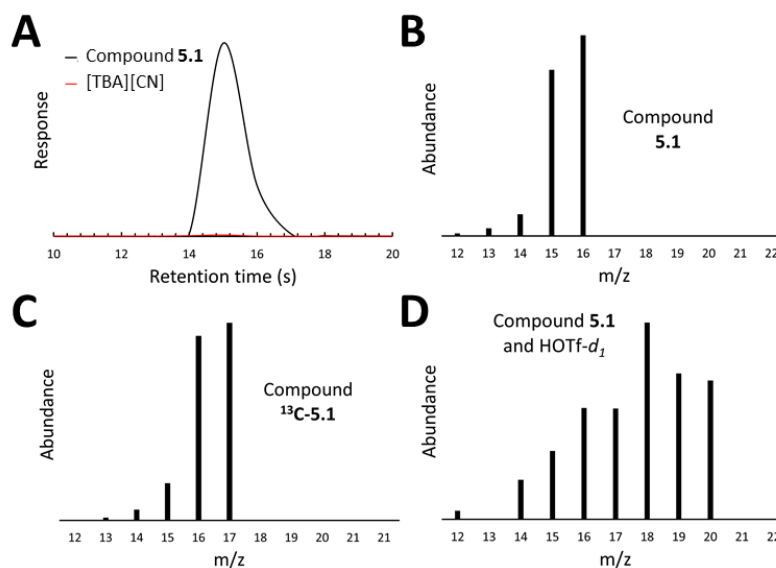 A
Compound 5.1
[TBA][CN]
Response
10 12 14 16 18 20
Retention time (s)
B
Compound
5.1
Abundance
12 13 14 15 16 17 18 19 20 21 22
m/z
C
Compound
¹³C-5.1
Abundance
12 13 14 15 16 17 18 19 20 21
m/z
D
Compound 5.1
and HOTf-d₁
Abundance
12 13 14 15 16 17 18 19 20 21 22
m/z